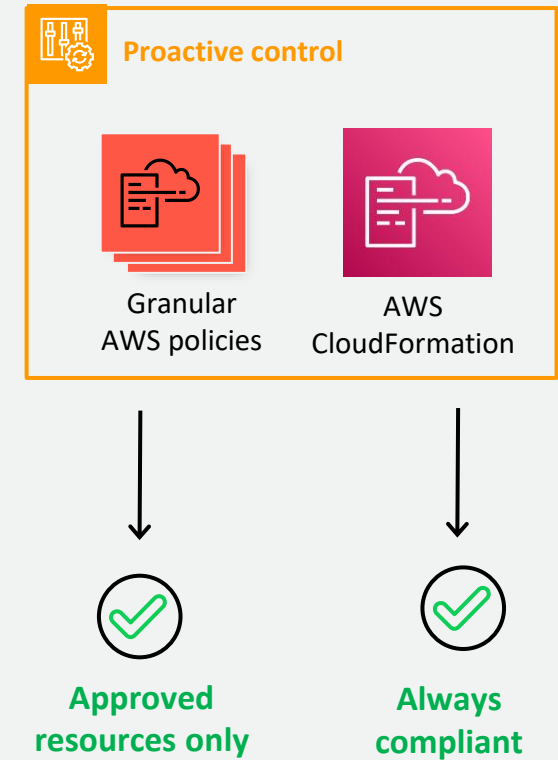 Proactive control
Granular
AWS policies
AWS
CloudFormation
Approved
resources only
Always
compliant